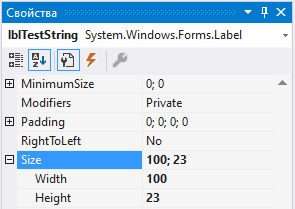 Свойства
lblTestString System.Windows.Forms.Label
MinimumSize 0; 0
Modifiers Private
Padding 0; 0; 0; 0
RightToLeft No
Size 100; 23
Width 100
Height 23